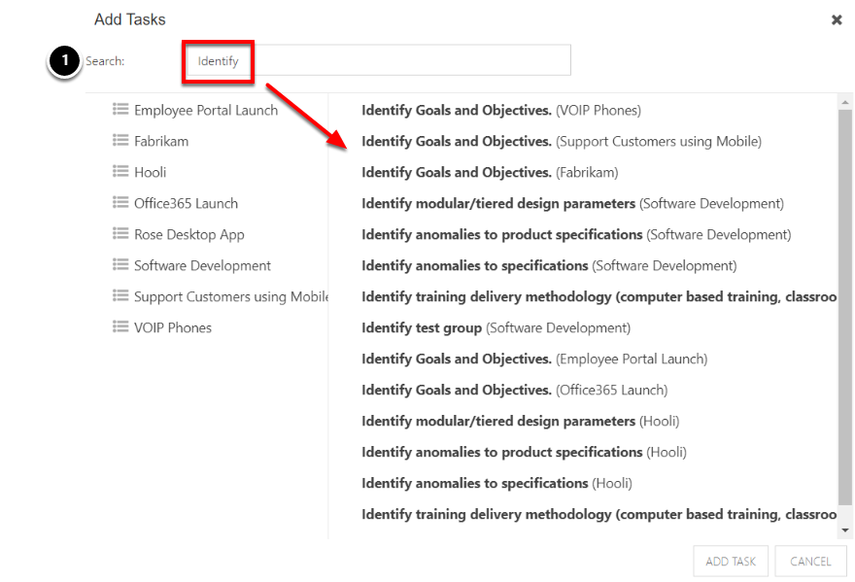 Add Tasks
1 Search: Identify
Employee Portal Launch
Fabrikam
Hooli
Office365 Launch
Rose Desktop App
Software Development
Support Customers using Mobile
VOIP Phones
Identify Goals and Objectives. (VOIP Phones)
Identify Goals and Objectives. (Support Customers using Mobile)
Identify Goals and Objectives. (Fabrikam)
Identify modular/tiered design parameters (Software Development)
Identify anomalies to product specifications (Software Development)
Identify anomalies to specifications (Software Development)
Identify training delivery methodology (computer based training, classroo
Identify test group (Software Development)
Identify Goals and Objectives. (Employee Portal Launch)
Identify Goals and Objectives. (Office365 Launch)
Identify modular/tiered design parameters (Hooli)
Identify anomalies to product specifications (Hooli)
Identify anomalies to specifications (Hooli)
Identify training delivery methodology (computer based training, classroo
ADD TASK CANCEL